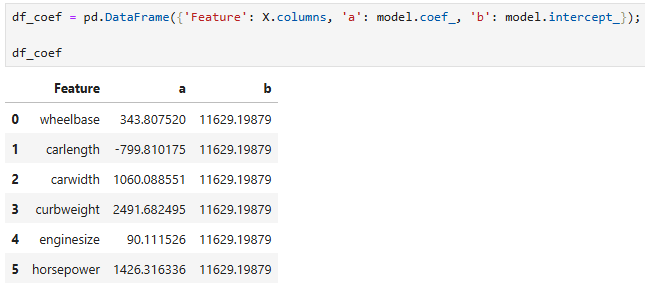 df_coef = pd.DataFrame({'Feature': X.columns, 'a': model.coef_, 'b': model.intercept_});
df_coef
Feature a b
0 wheelbase 343.807520 11629.19879
1 carlength -799.810175 11629.19879
2 carwidth 1060.088551 11629.19879
3 curbweight 2491.682495 11629.19879
4 enginesize 90.111526 11629.19879
5 horsepower 1426.316336 11629.19879